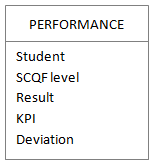 PERFORMANCE
Student
SCQF level
Result
KPI
Deviation